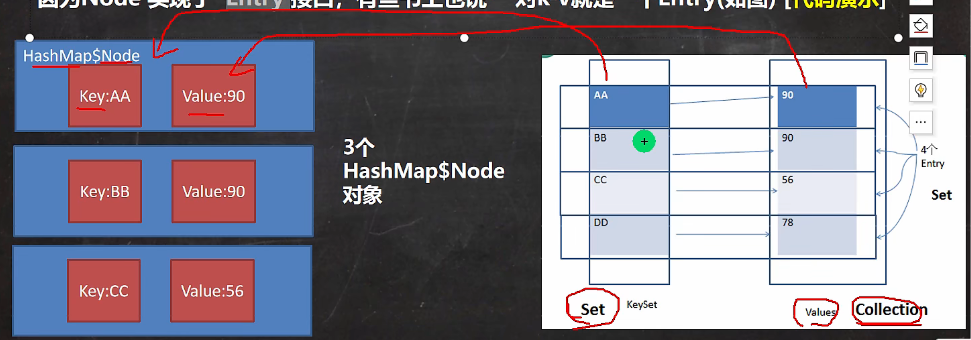 因为Node 实现了 Entry 接口，有些书上也说 一对k-v就是一个Entry(如图) [代码演示]
HashMap$Node
Key:AA
Value:90
Key:BB
Value:90
Key:CC
Value:56
3个
HashMap$Node
对象
AA
90
BB
90
CC
56
DD
78
4个
Entry
Set
Set
KeySet
Values
Collection